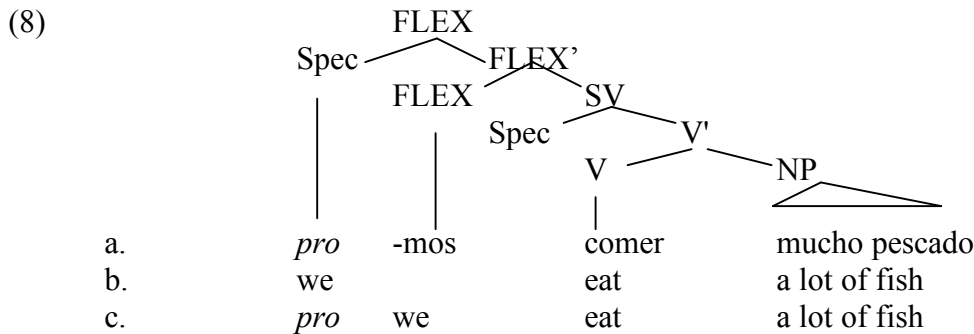 (8)
FLEX
Spec FLEX’
FLEX SV
Spec V'
V NP
a. pro -mos comer mucho pescado
b. we eat a lot of fish
c. pro we eat a lot of fish